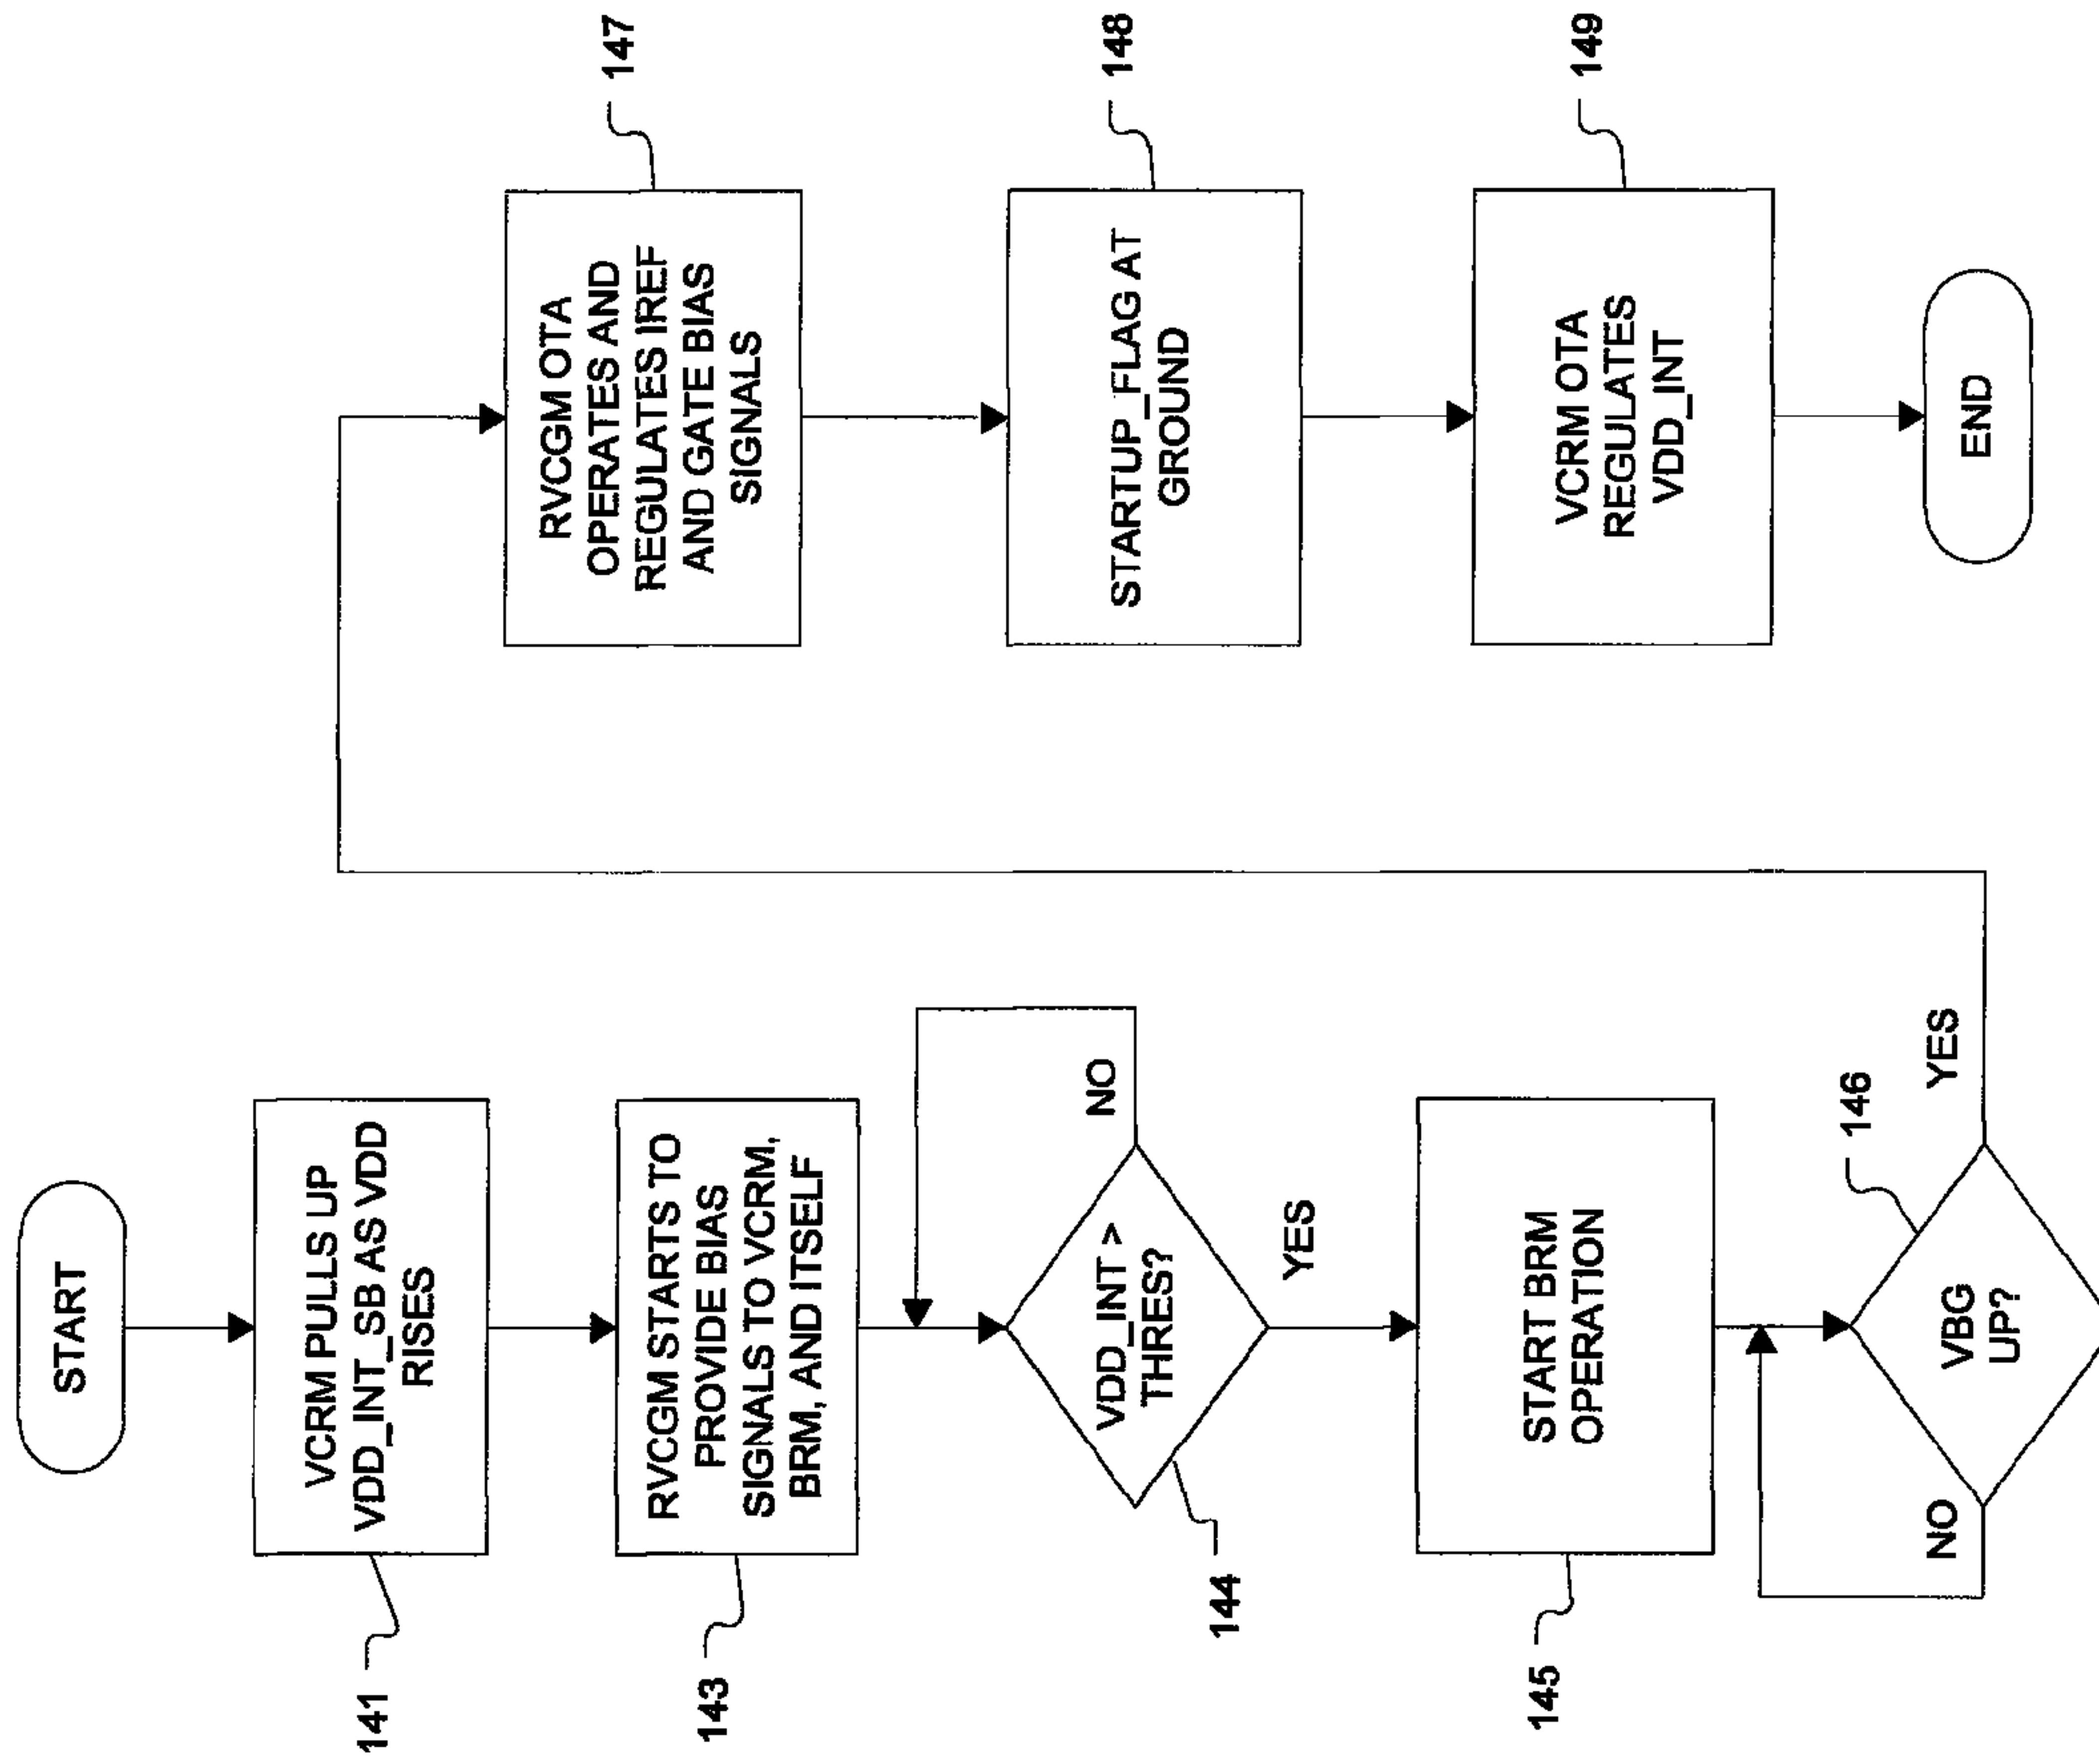 START
VCRM PULLS UP
VDD_INT_SB AS VDD
RISES
141
RVCGM STARTS TO
PROVIDE BIAS
SIGNALS TO VCRM,
BRM, AND ITSELF
143
VDD_INT >
THRES?
144
NO
YES
START BRM
OPERATION
145
VBG
UP?
146
NO
YES
RVCGM OTA
OPERATES AND
REGULATES IREF
AND GATE BIAS
SIGNALS
147
STARTUP_FLAG AT
GROUND
148
VCRM OTA
REGULATES
VDD_INT
149
END